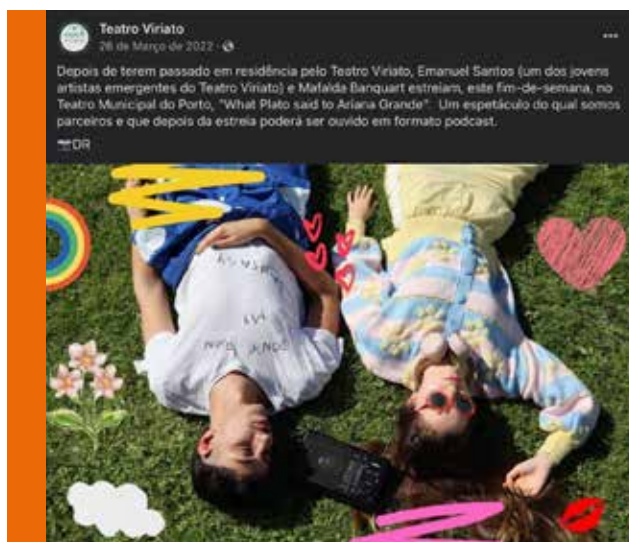 Teatro Viriato
26 de Março de 2022
Depois de terem passado em residência pelo Teatro Viriato, Emanuel Santos (um dos jovens
artistas emergentes do Teatro Viriato) e Mafalda Banquart estreiam, este fim-de-semana, no
Teatro Municipal do Porto, "What Plato said to Ariana Grande". Um espetáculo do qual somos
parceiros e que depois da estreia poderá ser ouvido em formato podcast.
DR